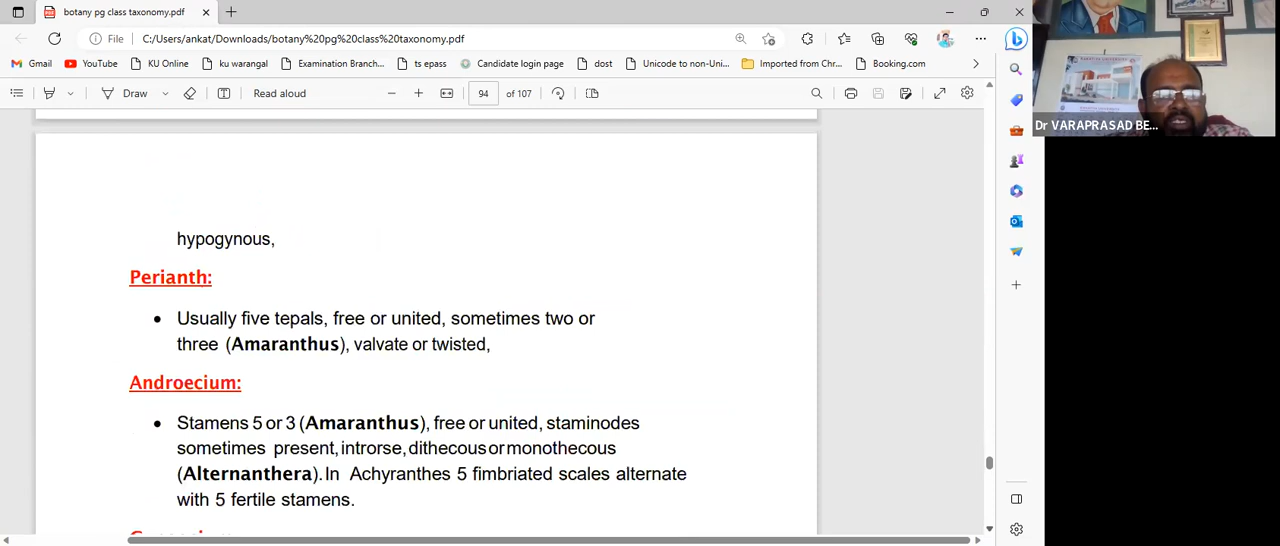 botany pg class taxonomy.pdf
File C:/Users/ankat/Downloads/botany%20pg%20class%20taxonomy.pdf
Gmail YouTube KU Online ku warangal Examination Branch... ts epass Candidate login page dost Unicode to non-Uni... Imported from Chr... Booking.com
Draw Read aloud 94 of 107
Dr VARAPRASAD BE...
hypogynous,
Perianth:
• Usually five tepals, free or united, sometimes two or
three (Amaranthus), valvate or twisted,
Androecium:
• Stamens 5 or 3 (Amaranthus), free or united, staminodes
sometimes present, introrse, dithecous or monothecous
(Alternanthera). In Achyranthes 5 fimbriated scales alternate
with 5 fertile stamens.